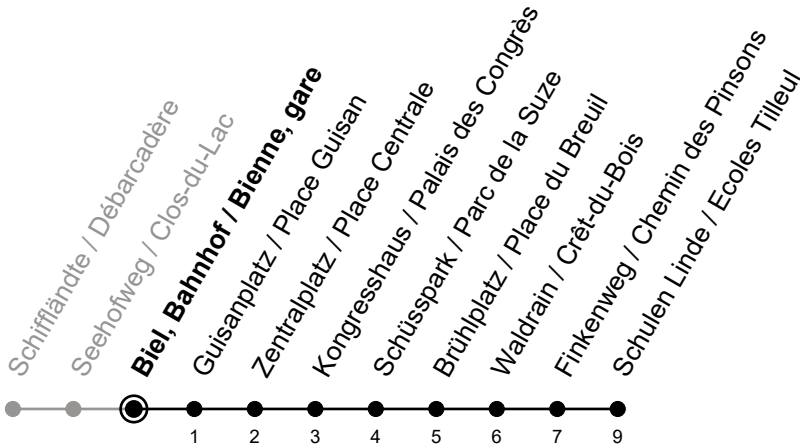 Schifflände / Débarcadère
Seehofweg / Clos-du-Lac
Biel, Bahnhof / Bienne, gare
Guisanplatz / Place Guisan
Zentralplatz / Place Centrale
Kongresshaus / Palais des Congrès
Schüsspark / Parc de la Suze
Brühlplatz / Place du Breuil
Waldrain / Crêt-du-Bois
Finkenweg / Chemin des Pinsons
Schulen Linde / Ecoles Tilleul
1 2 3 4 5 6 7 9